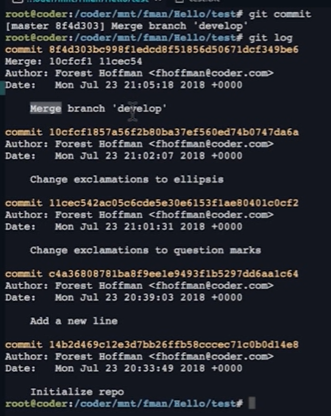 root@coder:/coder/mnt/fman/Hello/test# git commit
[master 8f4d303] Merge branch 'develop'
root@coder:/coder/mnt/fman/Hello/test# git log
commit 8f4d303bc998f1edcd8f51856d50671dcf349be6
Merge: 10cfcf1 11cec54
Author: Forest Hoffman <fhoffman@coder.com>
Date: Mon Jul 23 21:05:18 2018 +0000
Merge branch 'develop'
commit 10cfcf1857a56f2b80ba37ef560ed74b0747da6a
Author: Forest Hoffman <fhoffman@coder.com>
Date: Mon Jul 23 21:02:07 2018 +0000
Change exclamations to ellipsis
commit 11cec542ac05c6cde5e30e6153f1ae80401c0cf2
Author: Forest Hoffman <fhoffman@coder.com>
Date: Mon Jul 23 21:01:31 2018 +0000
Change exclamations to question marks
commit c4a36808781ba8f9ee1e9493f1b5297dd6aa1c64
Author: Forest Hoffman <fhoffman@coder.com>
Date: Mon Jul 23 20:39:03 2018 +0000
Add a new line
commit 14b2d469c12e3d7bb26ffb58cccec71c0b0d14e8
Author: Forest Hoffman <fhoffman@coder.com>
Date: Mon Jul 23 20:33:49 2018 +0000
Initialize repo
root@coder:/coder/mnt/fman/Hello/test#